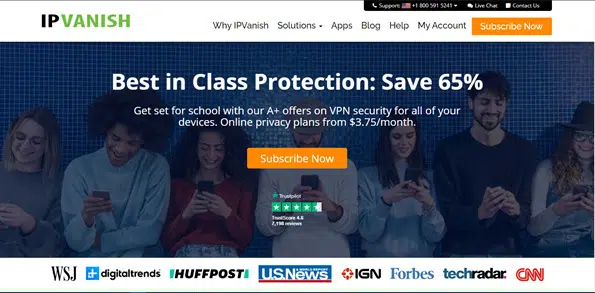 IPVANISH
Support: +1 800 591 5241 Live Chat Contact Us
Why IPVanish Solutions Apps Blog Help My Account Subscribe Now
Best in Class Protection: Save 65%
Get set for school with our A+ offers on VPN security for all of your
devices. Online privacy plans from $3.75/month.
Subscribe Now
Trustpilot
TrustScore 4.6
7,198 reviews
WSJ digitaltrends HUFFPOST U.S.News IGN Forbes techradar. CNN